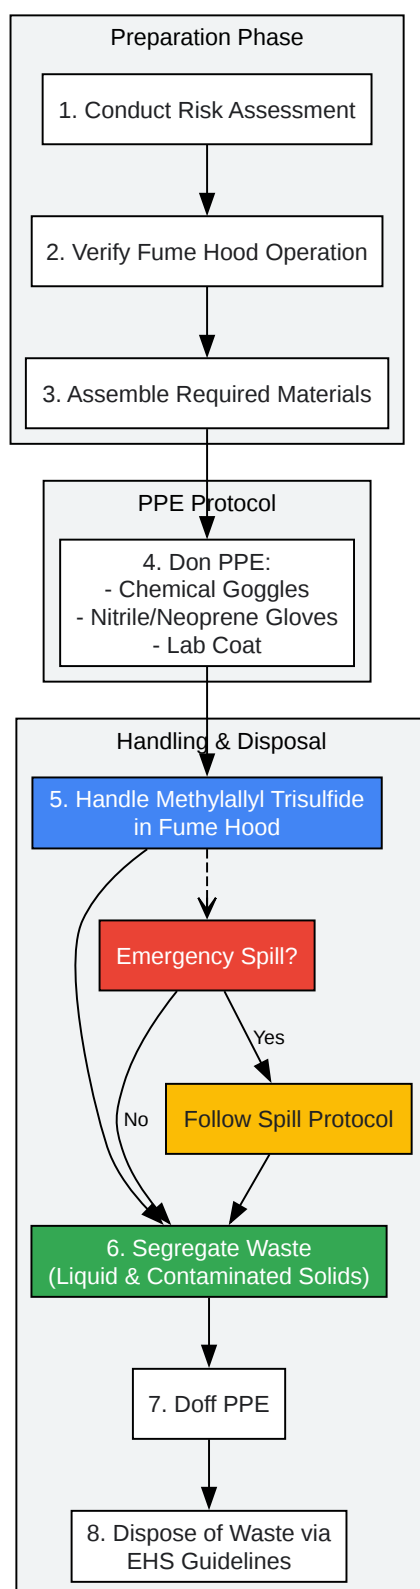 Preparation Phase
1. Conduct Risk Assessment
2. Verify Fume Hood Operation
3. Assemble Required Materials
PPE Protocol
4. Don PPE:
- Chemical Goggles
- Nitrile/Neoprene Gloves
- Lab Coat
Handling & Disposal
5. Handle Methylallyl Trisulfide
in Fume Hood
Emergency Spill?
Yes
No
Follow Spill Protocol
6. Segregate Waste
(Liquid & Contaminated Solids)
7. Doff PPE
8. Dispose of Waste via
EHS Guidelines